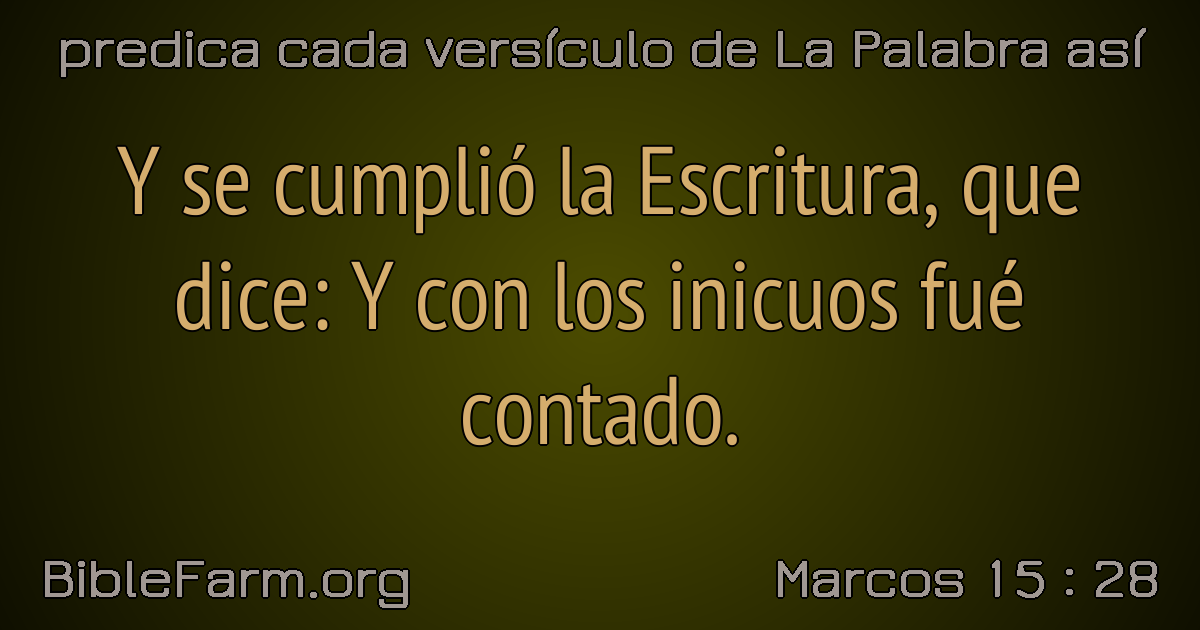 predica cada versículo de La Palabra así
Y se cumplió la Escritura, que
dice: Y con los inicuos fué
contado.
BibleFarm.org
Marcos 15 : 28